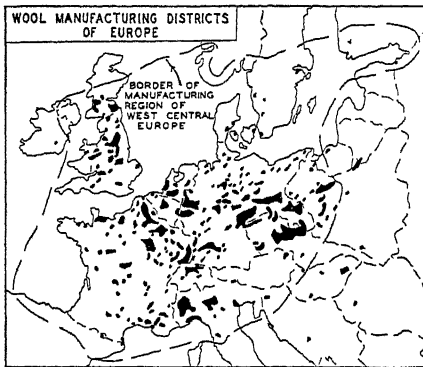 WOOL MANUFACTURING DISTRICTS
OF EUROPE
BORDER OF
MANUFACTURING
REGION OF
WEST CENTRAL
EUROPE